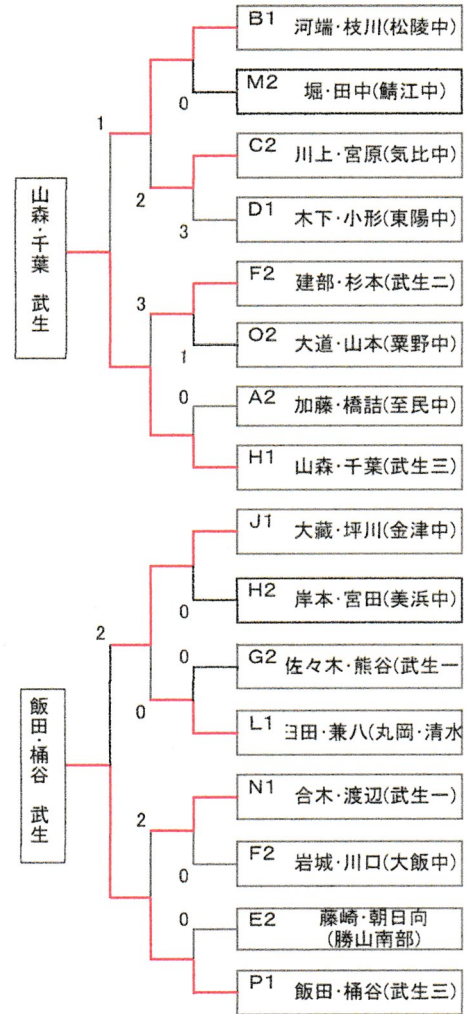 B1 河端・枝川(松陵中)
0
M2 堀・田中(鯖江中)
1
C2 川上・宮原(気比中)
2
3
D1 木下・小形(東陽中)
山森・千葉 武生
F2 建部・杉本(武生二)
3
1
O2 大道・山本(粟野中)
0
A2 加藤・橋詰(至民中)
H1 山森・千葉(武生三)
J1 大藏・坪川(金津中)
0
H2 岸本・宮田(美浜中)
2
0
G2 佐々木・熊谷(武生一
0
L1 田・兼八(丸岡・清水
飯田・桶谷 武生
N1 合木・渡辺(武生一)
2
0
F2 岩城・川口(大飯中)
0
E2 藤崎・朝日向
(勝山南部)
P1 飯田・桶谷(武生三)